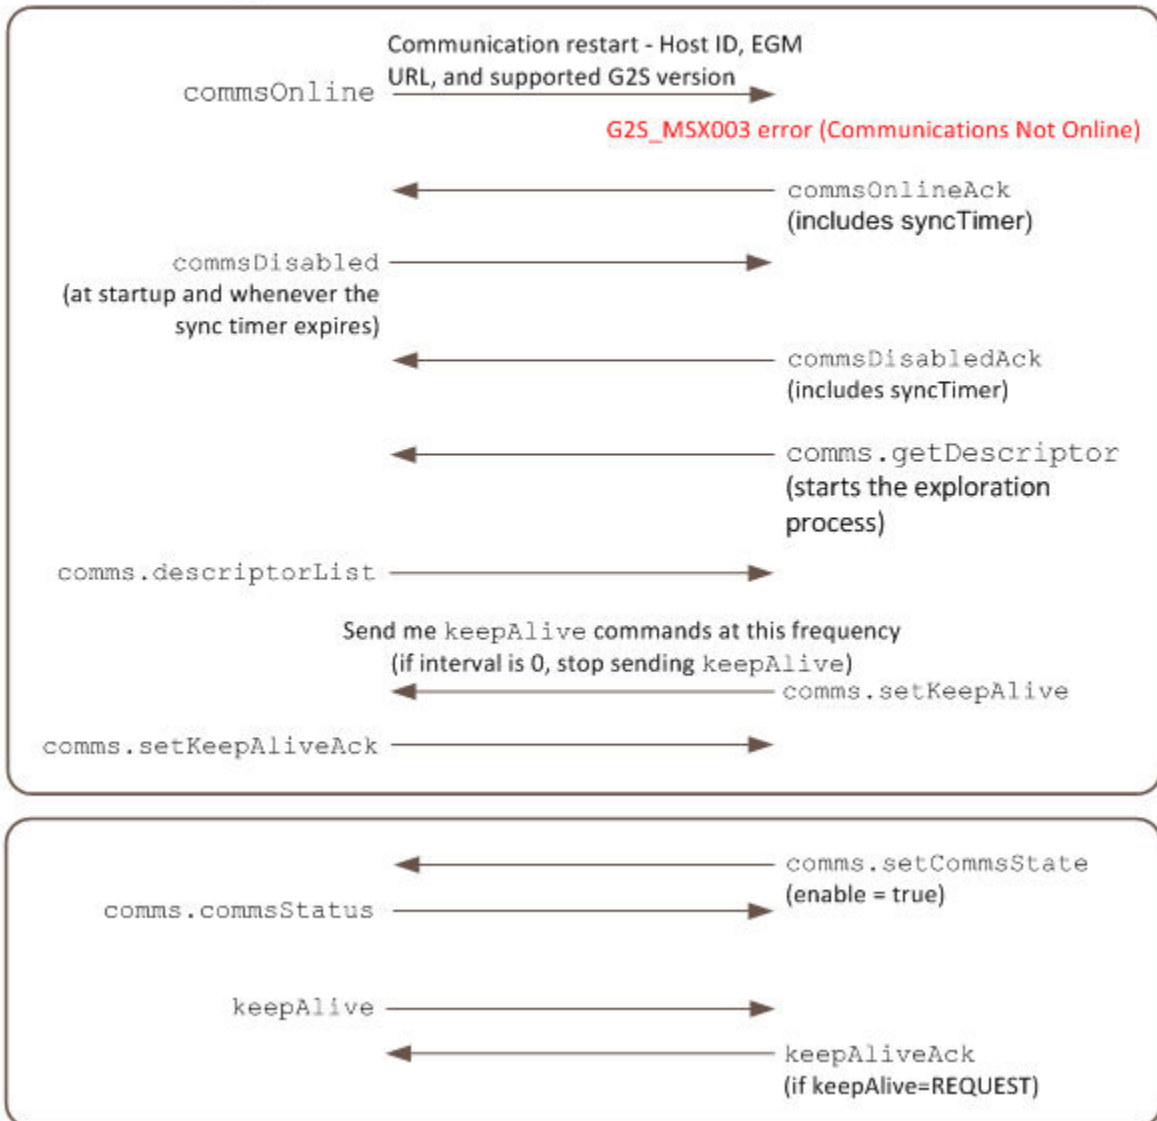 Communication restart - Host ID, EGM
URL, and supported G2S version
commsOnline
G2S_MSX003 error (Communications Not Online)
commsOnlineAck
(includes syncTimer)
commsDisabled
(at startup and whenever the
sync timer expires)
commsDisabledAck
(includes syncTimer)
comms.getDescriptor
(starts the exploration
process)
comms.descriptorList
Send me keepAlive commands at this frequency
(if interval is 0, stop sending keepAlive)
comms.setKeepAlive
comms.setKeepAliveAck
comms.setCommsState
(enable = true)
comms.commsStatus
keepAlive
keepAliveAck
(if keepAlive=REQUEST)